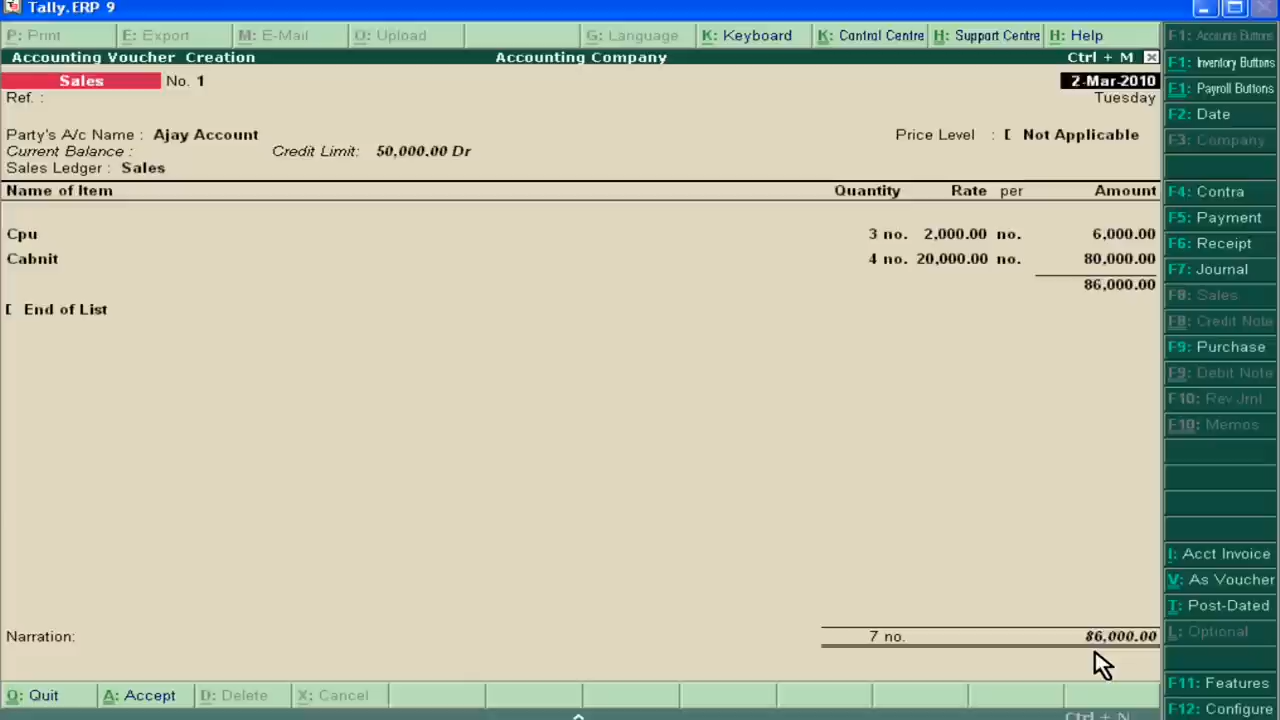 Tally.ERP 9
P: Print E: Export M: E-Mail O: Upload G: Language K: Keyboard K: Control Centre H: Support Centre H: Help
Accounting Voucher Creation Accounting Company Ctrl + M
Sales No. 1 2-Mar-2010
Ref. : Tuesday
Party's A/c Name : Ajay Account Price Level : [ Not Applicable
Current Balance : Credit Limit: 50,000.00 Dr
Sales Ledger : Sales
Name of Item Quantity Rate per Amount
Cpu 3 no. 2,000.00 no. 6,000.00
Cabnit 4 no. 20,000.00 no. 80,000.00
86,000.00
[ End of List
Narration: 7 no. 86,000.00
Q: Quit A: Accept D: Delete X: Cancel
Ctrl + N
F1: Accounts Buttons
F1: Inventory Buttons
F1: Payroll Buttons
F2: Date
F3: Company
F4: Contra
F5: Payment
F6: Receipt
F7: Journal
F8: Sales
F8: Credit Note
F9: Purchase
F9: Debit Note
F10: Rev Jrnl
F10: Memos
I: Acct Invoice
V: As Voucher
T: Post-Dated
L: Optional
F11: Features
F12: Configure